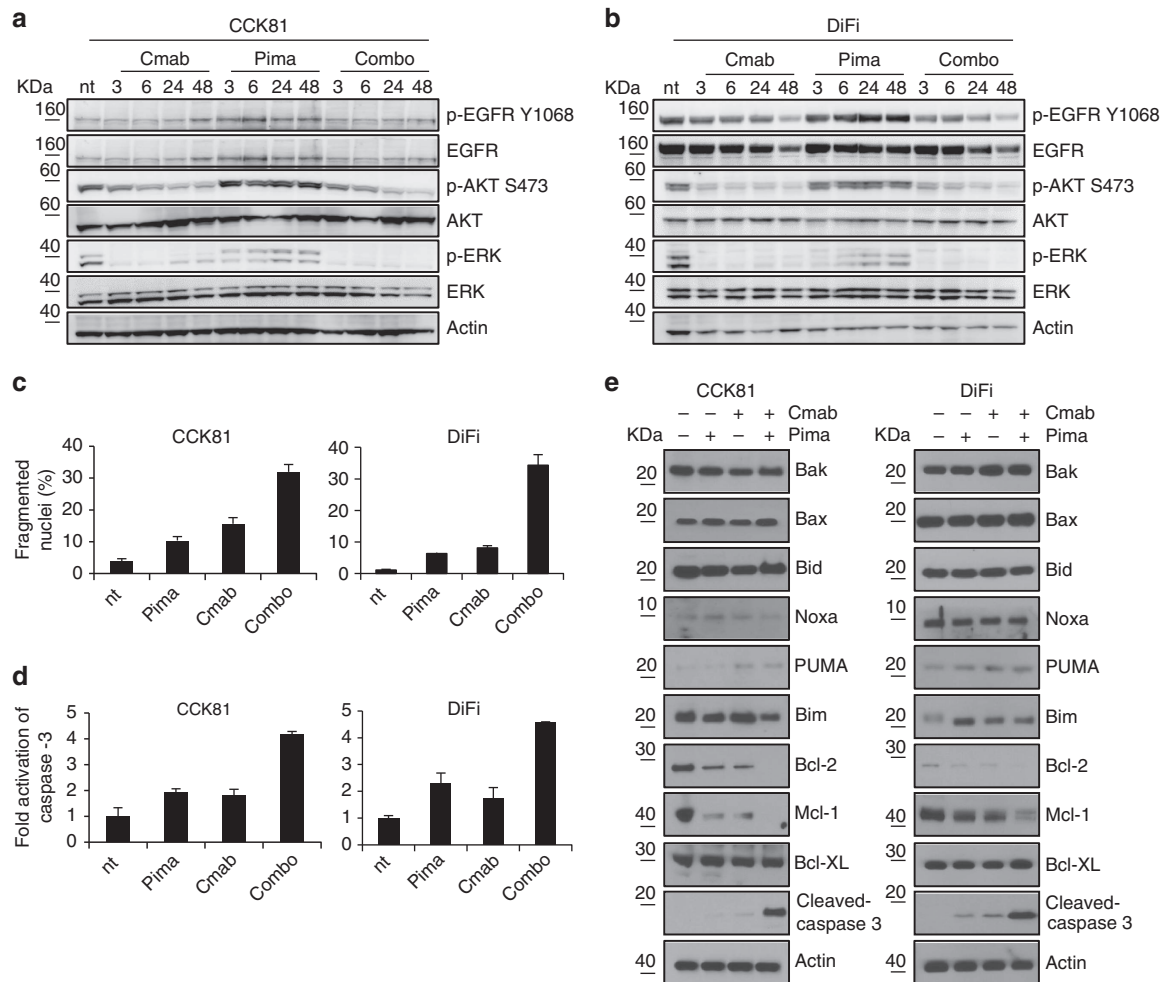 a
CCK81
Cmab Pima Combo
KDa nt 3 6 24 48 3 6 24 48 3 6 24 48
160 p-EGFR Y1068
160 EGFR
60 p-AKT S473
60 AKT
40 p-ERK
40 ERK
40 Actin
b
DiFi
Cmab Pima Combo
KDa nt 3 6 24 48 3 6 24 48 3 6 24 48
160 p-EGFR Y1068
160 EGFR
60 p-AKT S473
60 AKT
40 p-ERK
40 ERK
40 Actin
c
CCK81
Fragmented
nuclei (%)
40
30
20
10
0
nt Pima Cmab Combo
DiFi
40
30
20
10
0
nt Pima Cmab Combo
d
CCK81
Fold activation of
caspase -3
5
4
3
2
1
0
nt Pima Cmab Combo
DiFi
5
4
3
2
1
0
nt Pima Cmab Combo
e
CCK81
– – + + Cmab
KDa – + – + Pima
20 Bak
20 Bax
20 Bid
10 Noxa
20 PUMA
20 Bim
30 Bcl-2
40 Mcl-1
30 Bcl-XL
20 Cleaved-
caspase 3
40 Actin
DiFi
– – + + Cmab
KDa – + – + Pima
20 Bak
20 Bax
20 Bid
10 Noxa
20 PUMA
20 Bim
30 Bcl-2
40 Mcl-1
30 Bcl-XL
20 Cleaved-
caspase 3
40 Actin